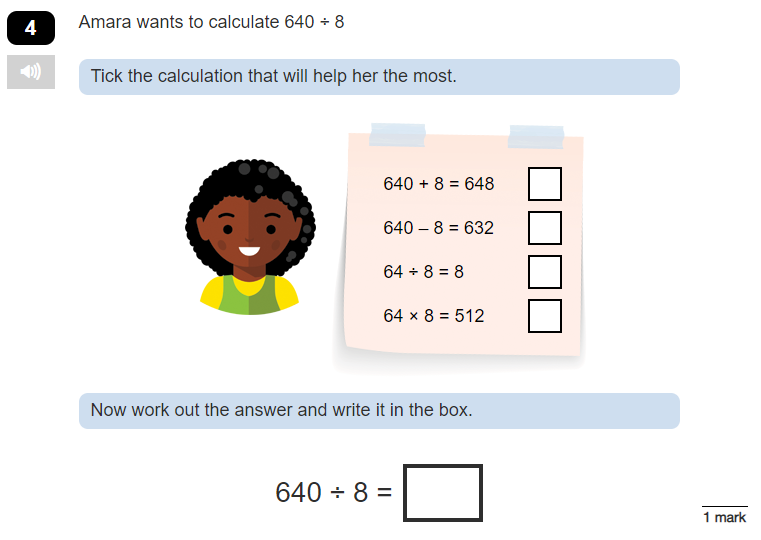 4
Amara wants to calculate 640 ÷ 8
Tick the calculation that will help her the most.
640 + 8 = 648
640 – 8 = 632
64 ÷ 8 = 8
64 × 8 = 512
Now work out the answer and write it in the box.
640 ÷ 8 =
1 mark